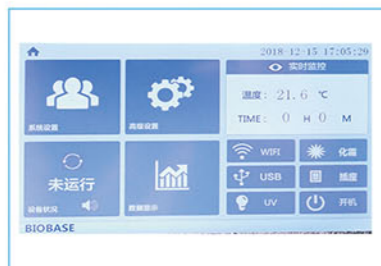 2018-12-15 17:05:29
实时监控
温度: 21.6 ℃
TIME: 0 H 0 M
系统设置
高级设置
WIFI
化霜
未运行
USB
插座
设备状况
数据显示
UV
开机
BIOBASE